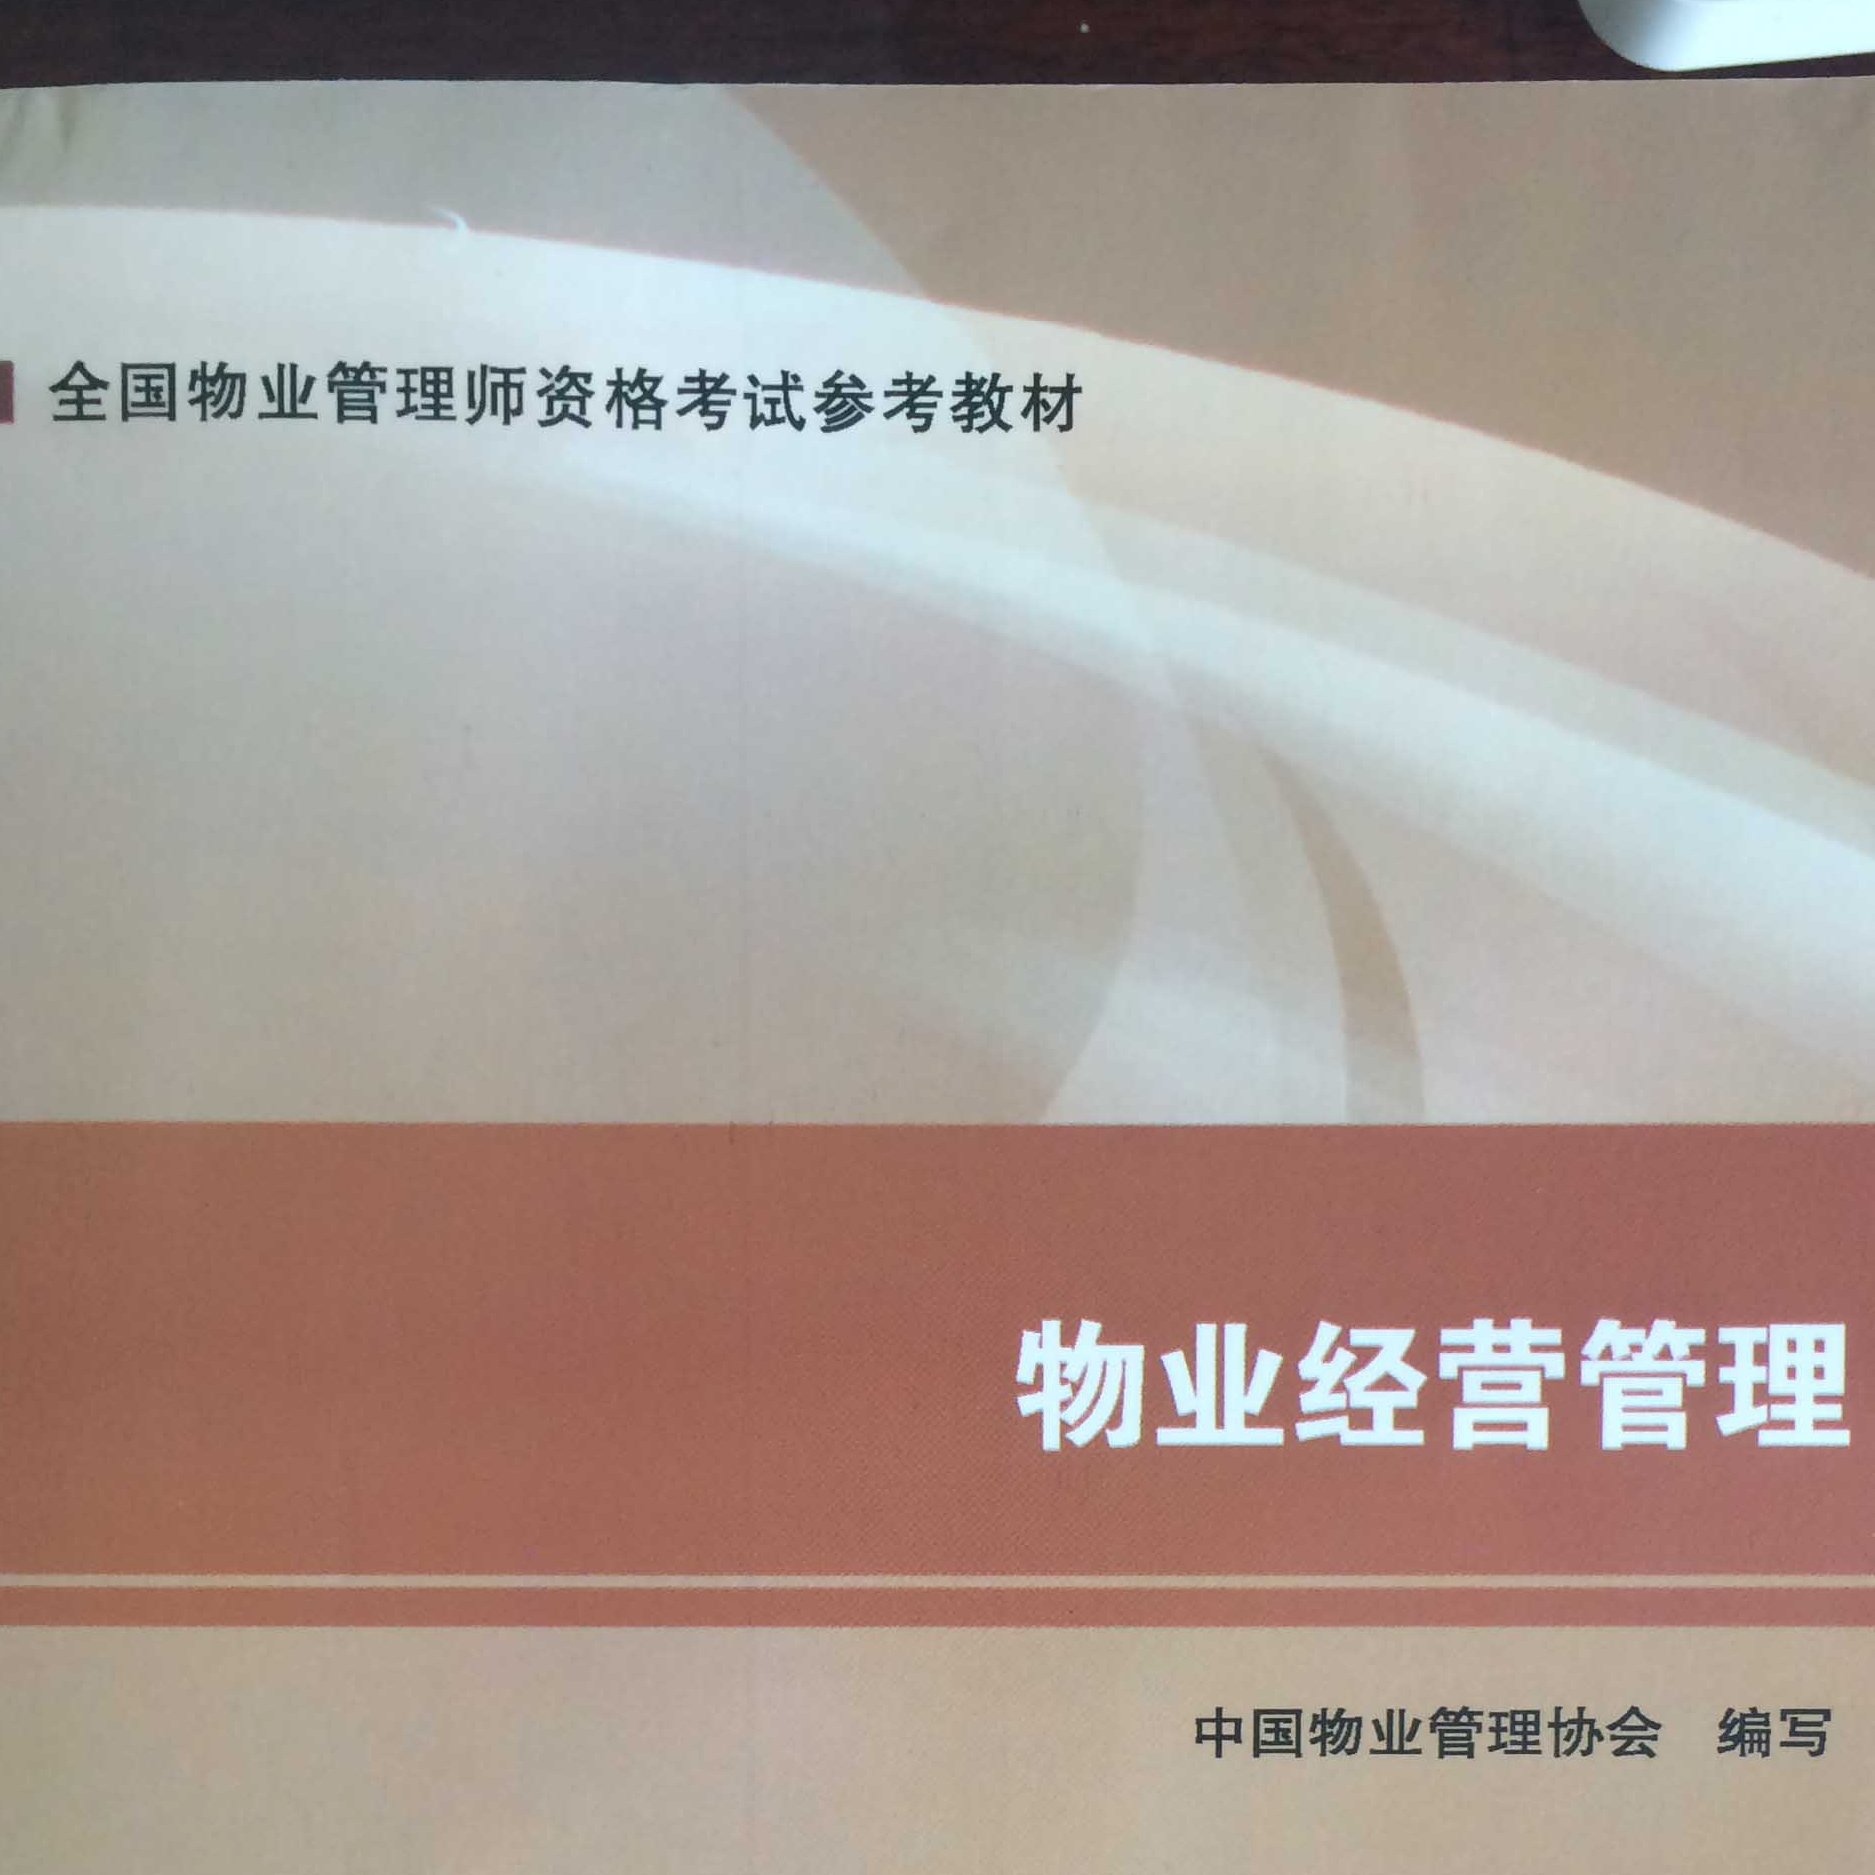 全国物业管理师资格考试参考教材
物业经营管理
中国物业管理协会 编写